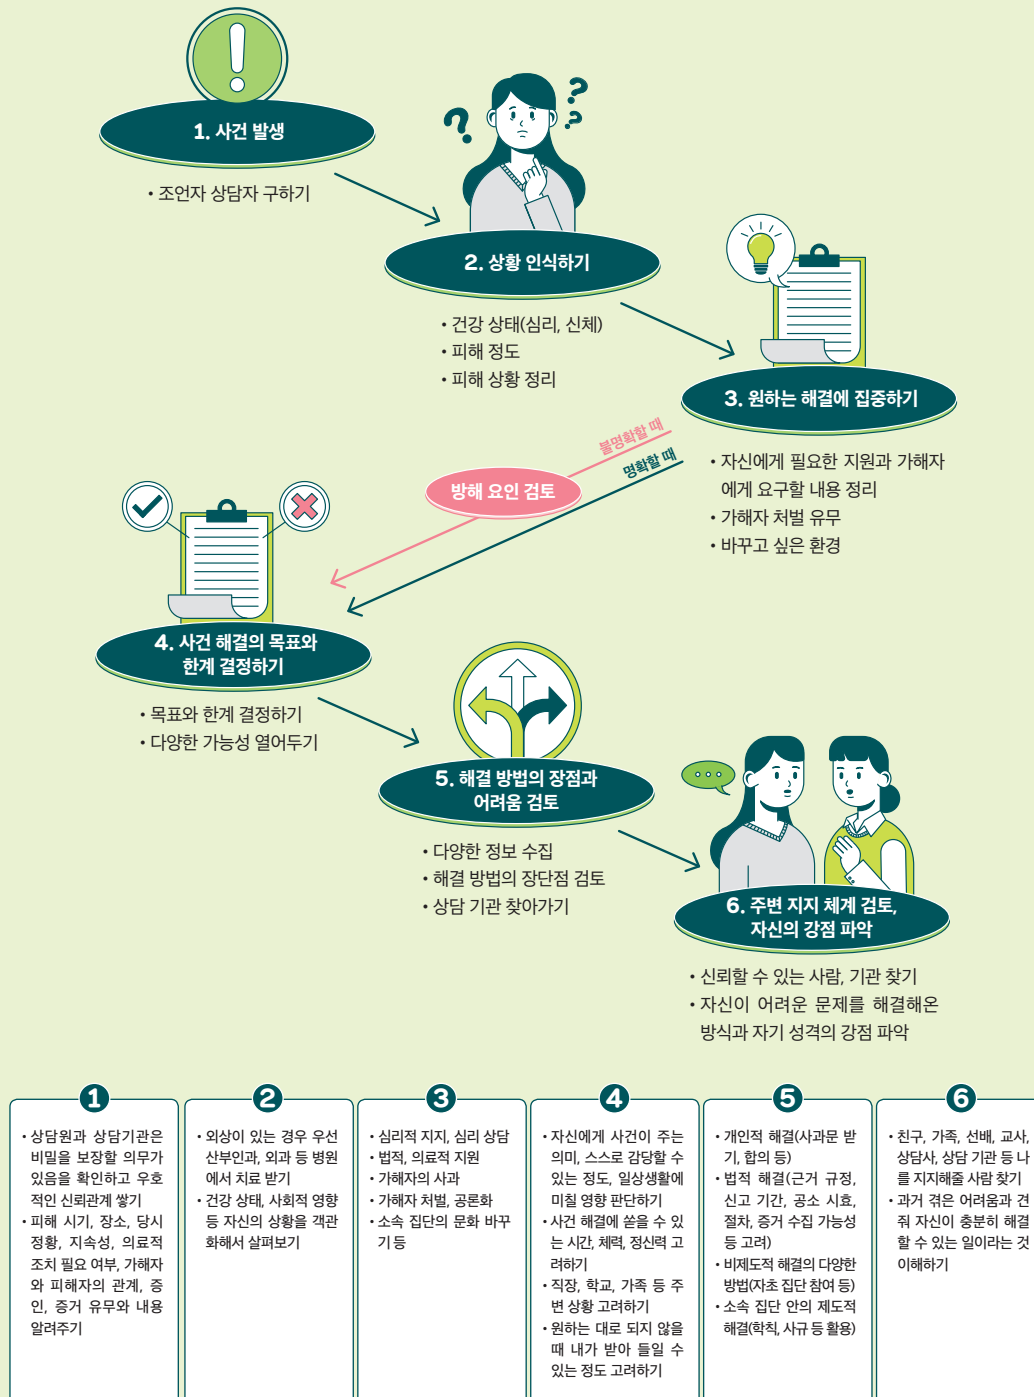 1. 사건 발생
• 조언자 상담자 구하기
2. 상황 인식하기
• 건강 상태(심리, 신체)
• 피해 정도
• 피해 상황 정리
3. 원하는 해결에 집중하기
• 자신에게 필요한 지원과 가해자
에게 요구할 내용 정리
• 가해자 처벌 유무
• 바꾸고 싶은 환경
불명확할 때
명확할 때
방해 요인 검토
4. 사건 해결의 목표와
한계 결정하기
• 목표와 한계 결정하기
• 다양한 가능성 열어두기
5. 해결 방법의 장점과
어려움 검토
• 다양한 정보 수집
• 해결 방법의 장단점 검토
• 상담 기관 찾아가기
6. 주변 지지 체계 검토,
자신의 강점 파악
• 신뢰할 수 있는 사람, 기관 찾기
• 자신이 어려운 문제를 해결해온
방식과 자기 성격의 강점 파악
1
• 상담원과 상담기관은
비밀을 보장할 의무가
있음을 확인하고 우호
적인 신뢰관계 쌓기
• 피해 시기, 장소, 당시
정황, 지속성, 의료적
조치 필요 여부, 가해자
와 피해자의 관계, 증
인, 증거 유무와 내용
알려주기
2
• 외상이 있는 경우 우선
산부인과, 외과 등 병원
에서 치료 받기
• 건강 상태, 사회적 영향
등 자신의 상황을 객관
화해서 살펴보기
3
• 심리적 지지, 심리 상담
• 법적, 의료적 지원
• 가해자의 사과
• 가해자 처벌, 공론화
• 소속 집단의 문화 바꾸
기 등
4
• 자신에게 사건이 주는
의미, 스스로 감당할 수
있는 정도, 일상생활에
미칠 영향 판단하기
• 사건 해결에 쏟을 수 있
는 시간, 체력, 정신력 고
려하기
• 직장, 학교, 가족 등 주
변 상황 고려하기
• 원하는 대로 되지 않을
때 내가 받아 들일 수
있는 정도 고려하기
5
• 개인적 해결(사과문 받
기, 합의 등)
• 법적 해결(근거 규정,
신고 기간, 공소 시효,
절차, 증거 수집 가능성
등 고려)
• 비제도적 해결의 다양한
방법(자초 집단 참여 등)
• 소속 집단 안의 제도적
해결(학칙, 사규 등 활용)
6
• 친구, 가족, 선배, 교사,
상담사, 상담 기관 등 나
를 지지해줄 사람 찾기
• 과거 겪은 어려움과 견
줘 자신이 충분히 해결
할 수 있는 일이라는 것
이해하기